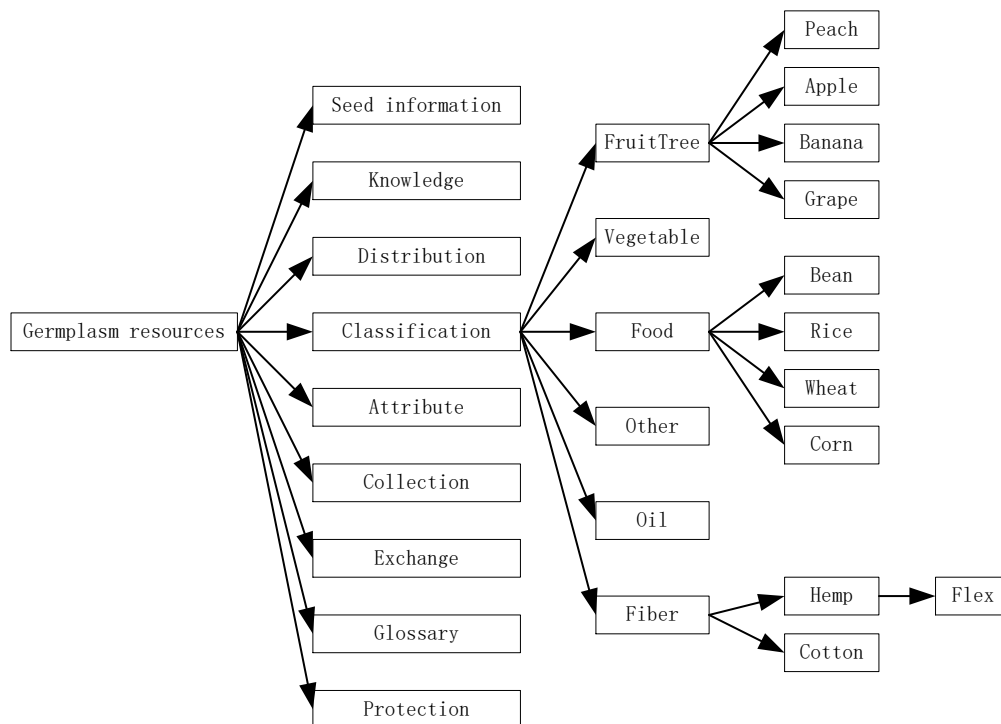 Germplasm resources
Seed information
Knowledge
Distribution
Classification
Attribute
Collection
Exchange
Glossary
Protection
FruitTree
Vegetable
Food
Other
Oil
Fiber
Peach
Apple
Banana
Grape
Bean
Rice
Wheat
Corn
Hemp
Cotton
Flex